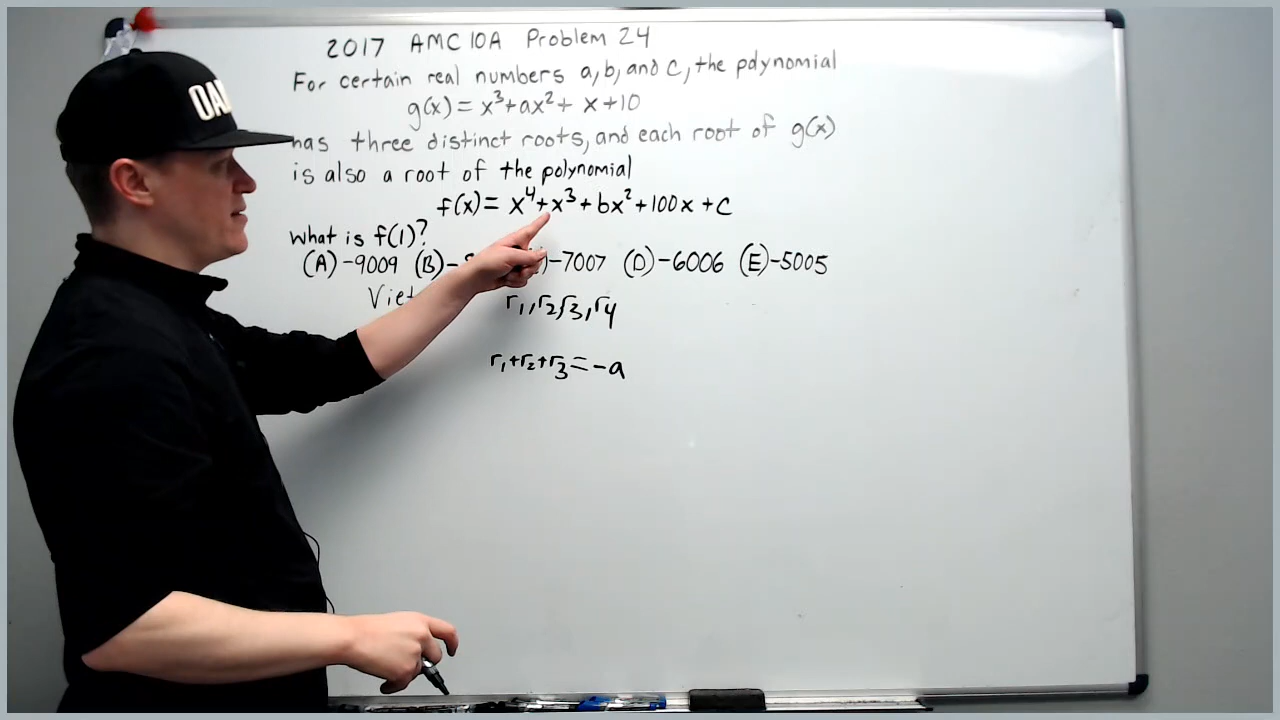 2017 AMC 10A Problem 24
For certain real numbers a, b, and c, the polynomial
g(x) = x³+ax²+ x +10
has three distinct roots, and each root of g(x)
is also a root of the polynomial
f(x)= x⁴+x³+bx²+100x+c
What is f(1)?
(A)-9009 (B)- -7007 (D)-6006 (E)-5005
r₁,r₂,r₃,r₄
r₁+r₂+r₃=-a